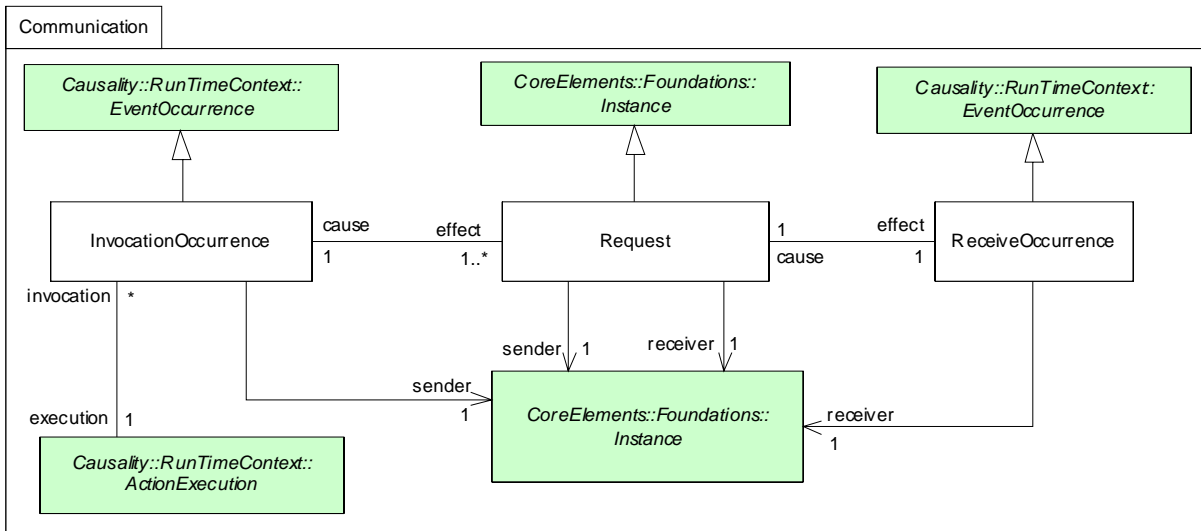 Communication
Causality::RunTimeContext::
EventOccurrence
CoreElements::Foundations::
Instance
Causality::RunTimeContext::
EventOccurrence
InvocationOccurrence
cause
1
effect
1..*
Request
1
cause
effect
1
ReceiveOccurrence
invocation
*
sender
1
receiver
1
sender
1
CoreElements::Foundations::
Instance
receiver
1
execution
1
Causality::RunTimeContext::
ActionExecution